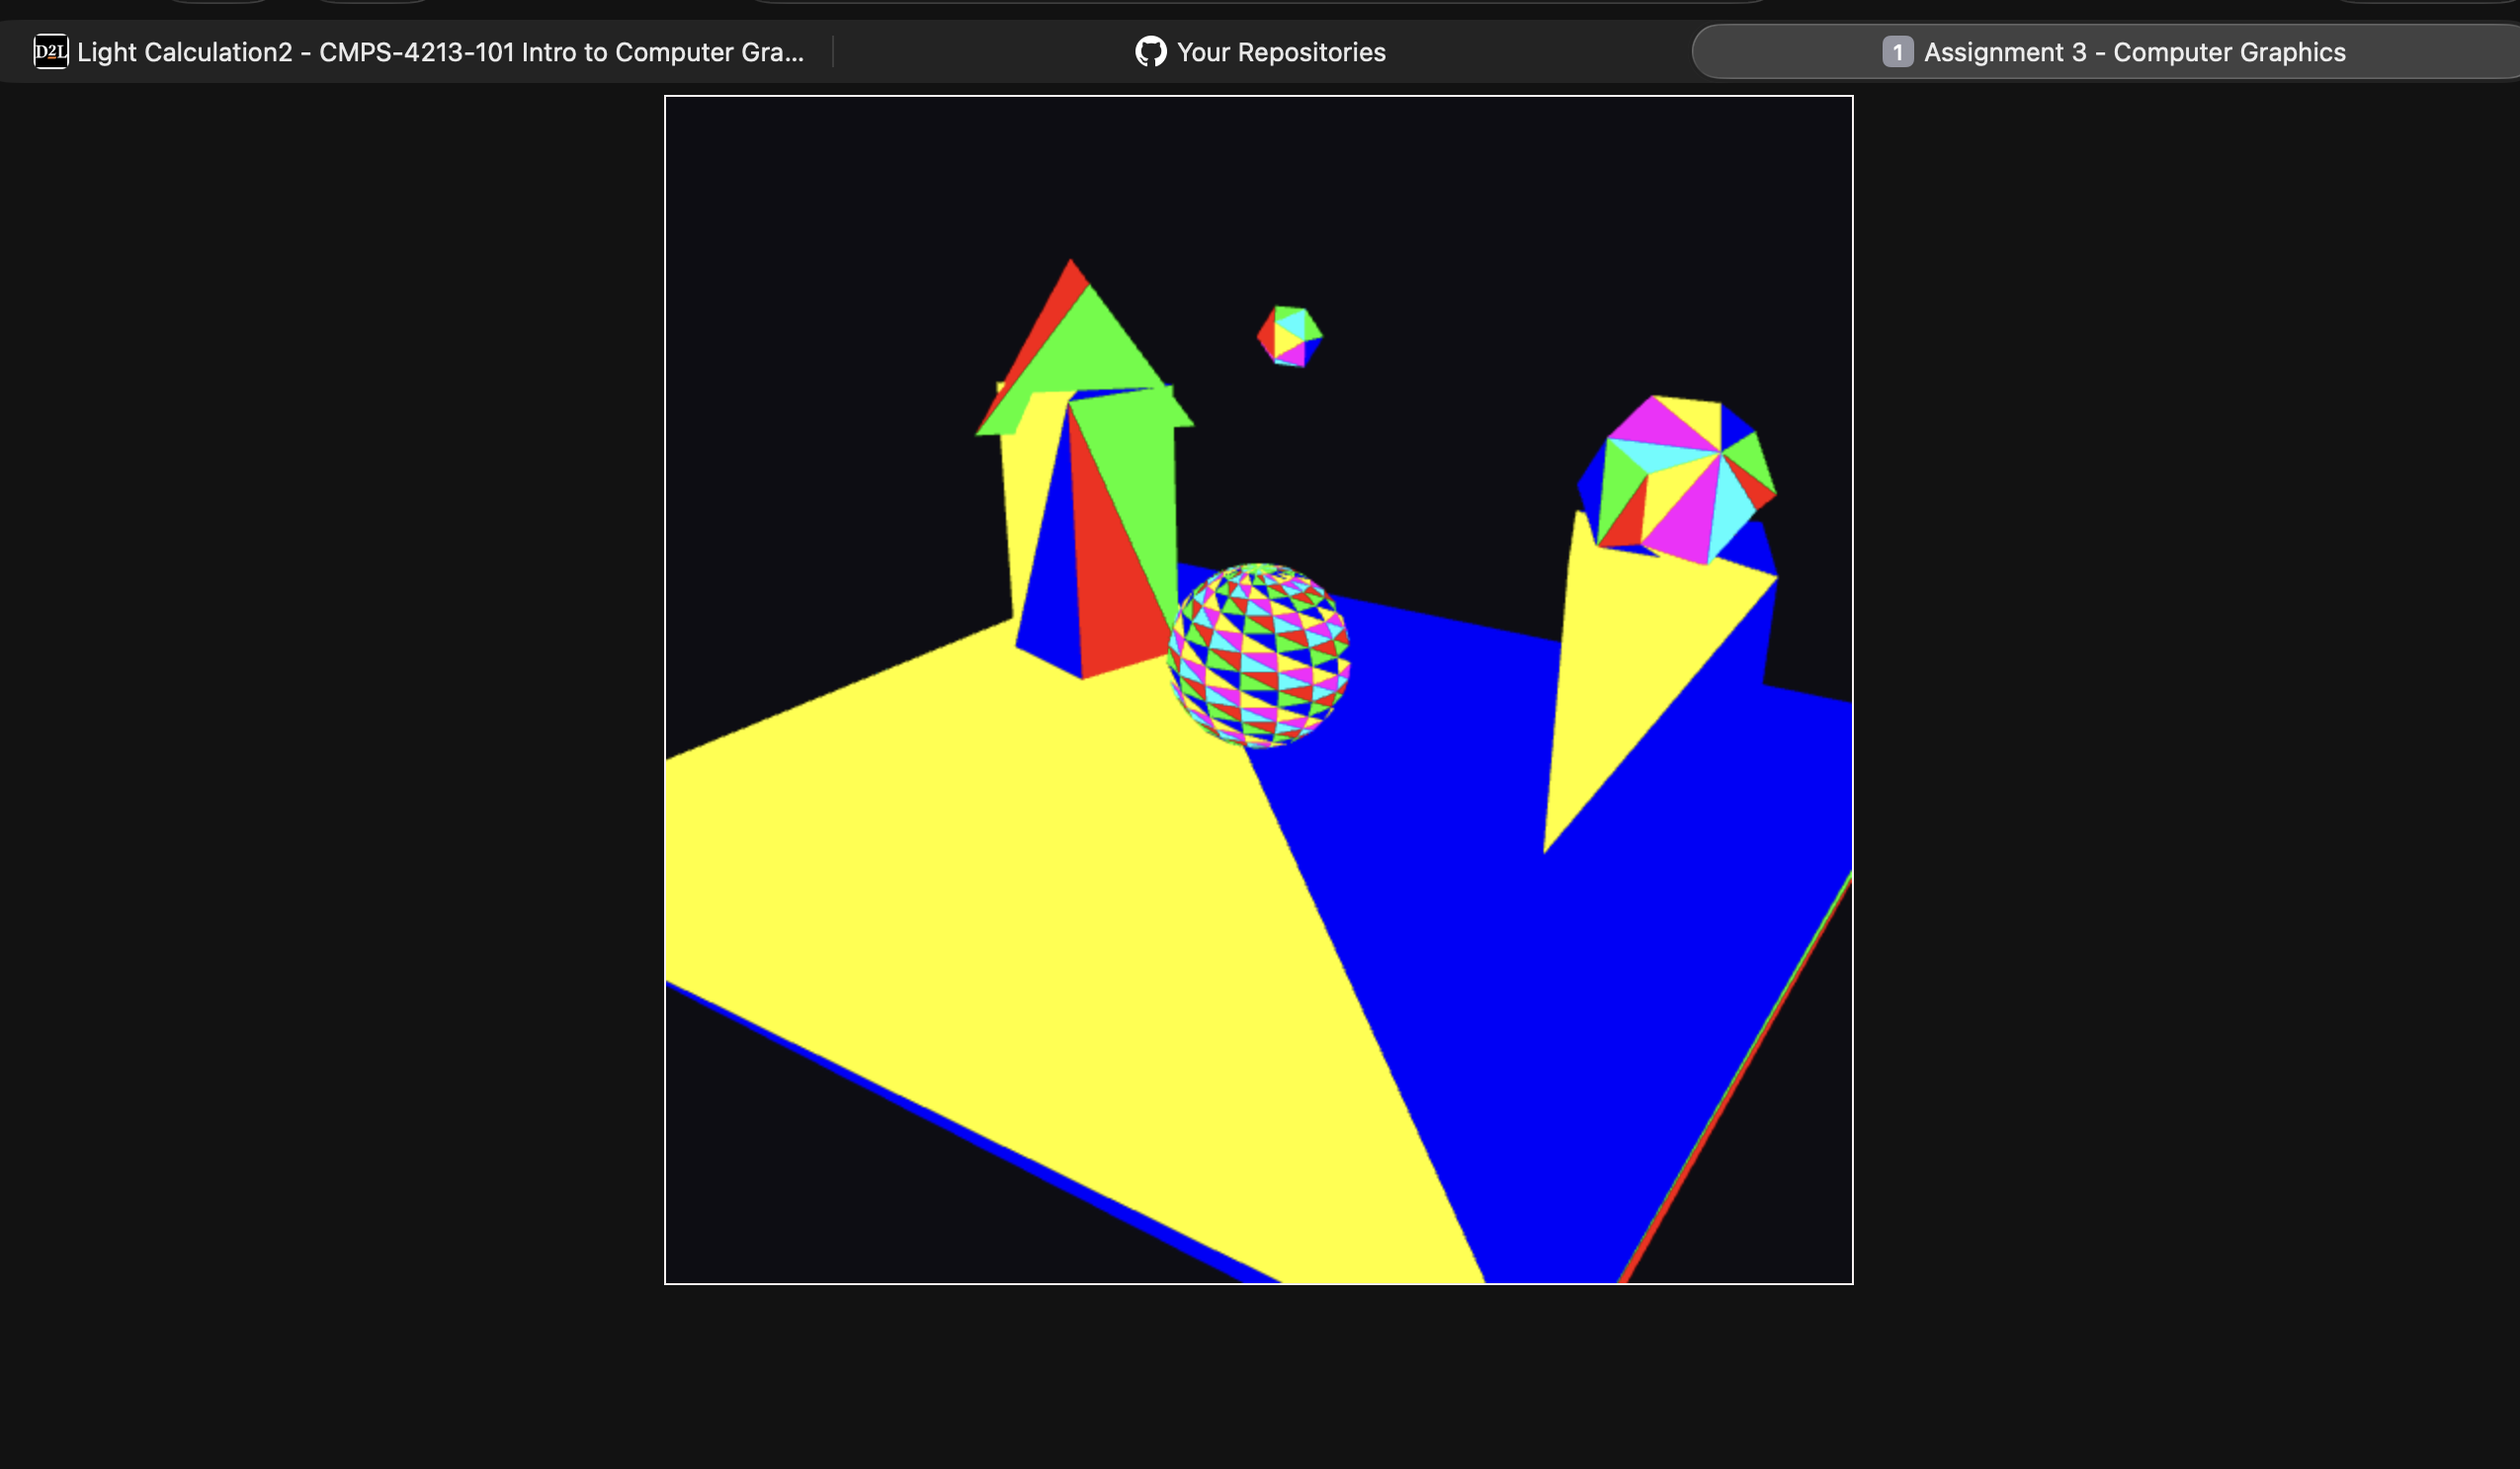 D2L Light Calculation2 - CMPS-4213-101 Intro to Computer Gra...
Your Repositories
1 Assignment 3 - Computer Graphics